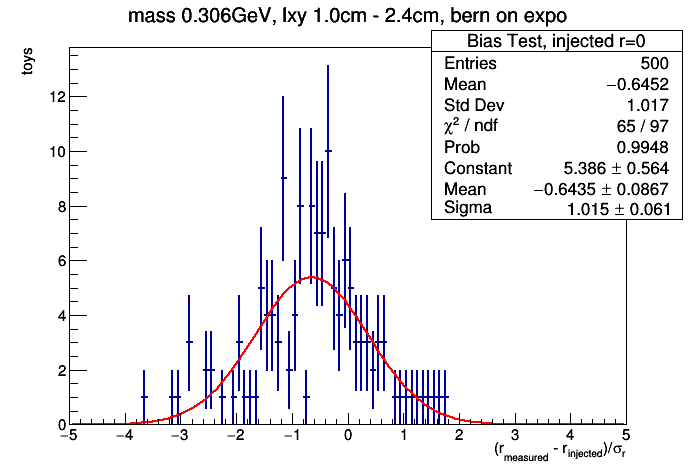 mass 0.306GeV, lxy 1.0cm - 2.4cm, bern on expo
Bias Test, injected r=0
Entries 500
Mean −0.6452
Std Dev 1.017
χ² / ndf 65 / 97
Prob 0.9948
Constant 5.386 ± 0.564
Mean −0.6435 ± 0.0867
Sigma 1.015 ± 0.061
toys
12
10
8
6
4
2
0
−5 −4 −3 −2 −1 0 1 2 3 4 5
(r_measured - r_injected)/σ_r